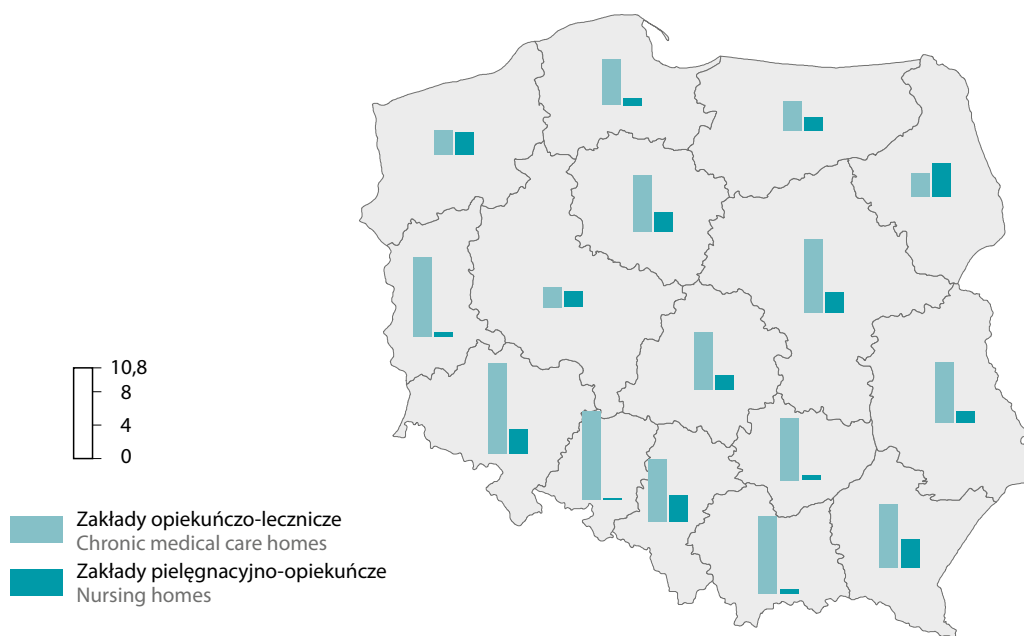 10,8
8
4
0
Zakłady opiekuńczo-lecznicze
Chronic medical care homes
Zakłady pielęgnacyjno-opiekuńcze
Nursing homes